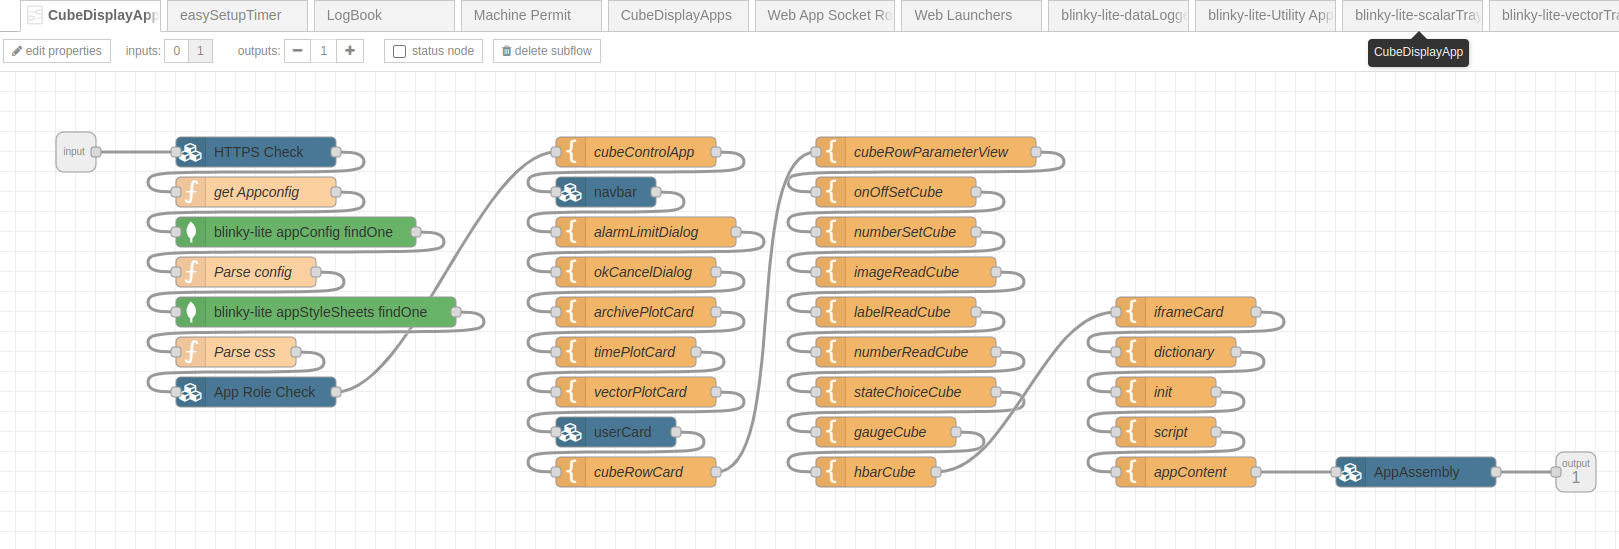 CubeDisplayApp
easySetupTimer
LogBook
Machine Permit
CubeDisplayApps
Web App Socket Ro
Web Launchers
blinky-lite-dataLogge
blinky-lite-Utility App
blinky-lite-scalarTray
blinky-lite-vectorTra
edit properties
inputs: 0 1
outputs: − 1 +
status node
delete subflow
CubeDisplayApp
input
HTTPS Check
get Appconfig
blinky-lite appConfig findOne
Parse config
blinky-lite appStyleSheets findOne
Parse css
App Role Check
cubeControlApp
navbar
alarmLimitDialog
okCancelDialog
archivePlotCard
timePlotCard
vectorPlotCard
userCard
cubeRowCard
cubeRowParameterView
onOffSetCube
numberSetCube
imageReadCube
labelReadCube
numberReadCube
stateChoiceCube
gaugeCube
hbarCube
iframeCard
dictionary
init
script
appContent
AppAssembly
output
1